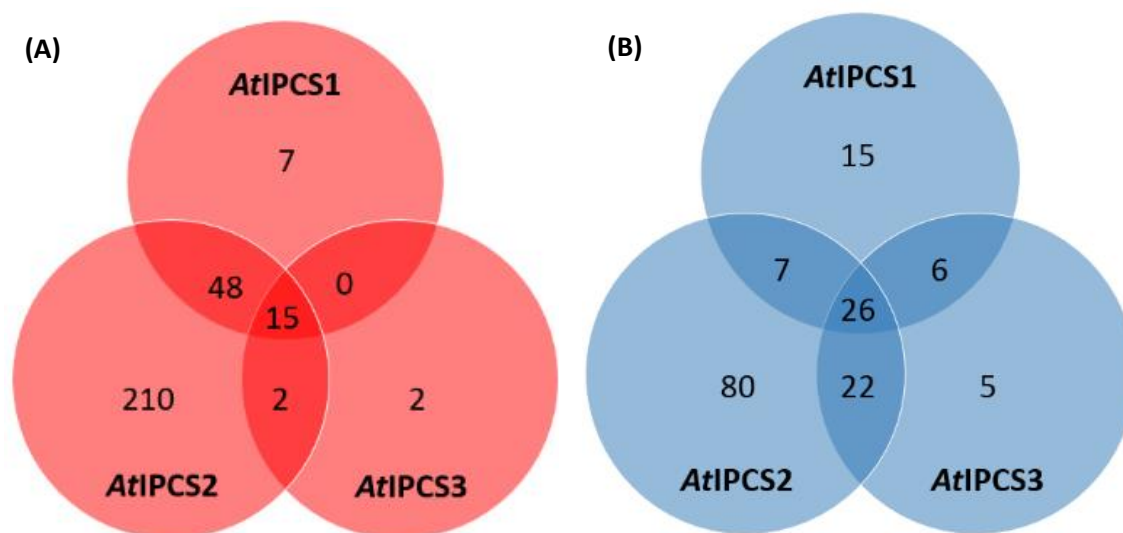 (A)
AtIPCS1
7
48
0
15
210
2
2
AtIPCS2
AtIPCS3
(B)
AtIPCS1
15
7
6
26
80
22
5
AtIPCS2
AtIPCS3